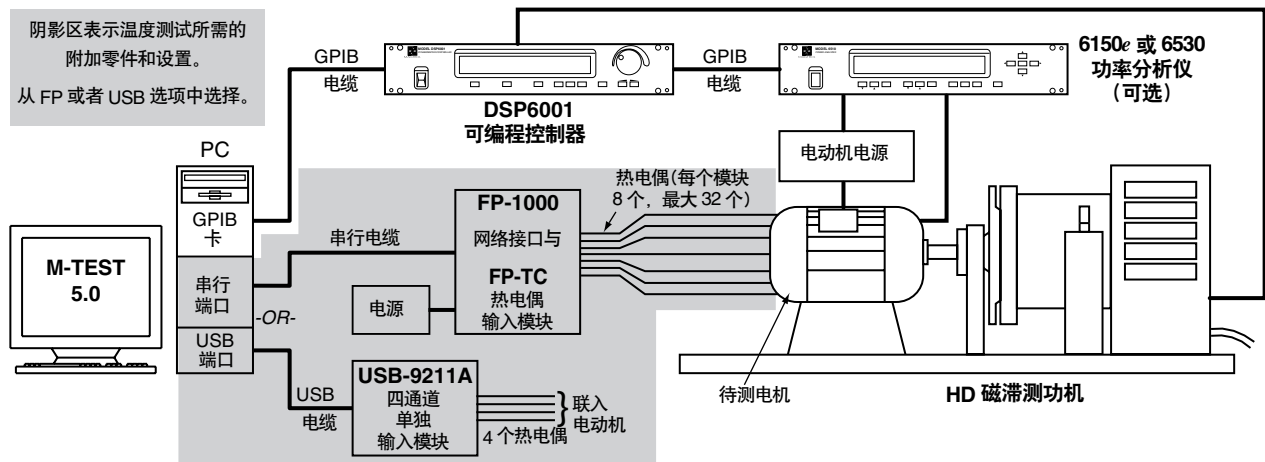 阴影区表示温度测试所需的
附加零件和设置。
从 FP 或者 USB 选项中选择。
GPIB
电缆
MODEL DSP6001
DSP6001
可编程控制器
GPIB
电缆
MODEL 6510
6150e 或 6530
功率分析仪
（可选）
电动机电源
PC
GPIB
卡
串行
端口
USB
端口
M-TEST
5.0
-OR-
串行电缆
电源
FP-1000
网络接口与
FP-TC
热电偶
输入模块
热电偶(每个模块
8 个，最大 32 个)
USB
电缆
USB-9211A
四通道
单独
输入模块
4 个热电偶
联入
电动机
待测电机
HD 磁滞测功机